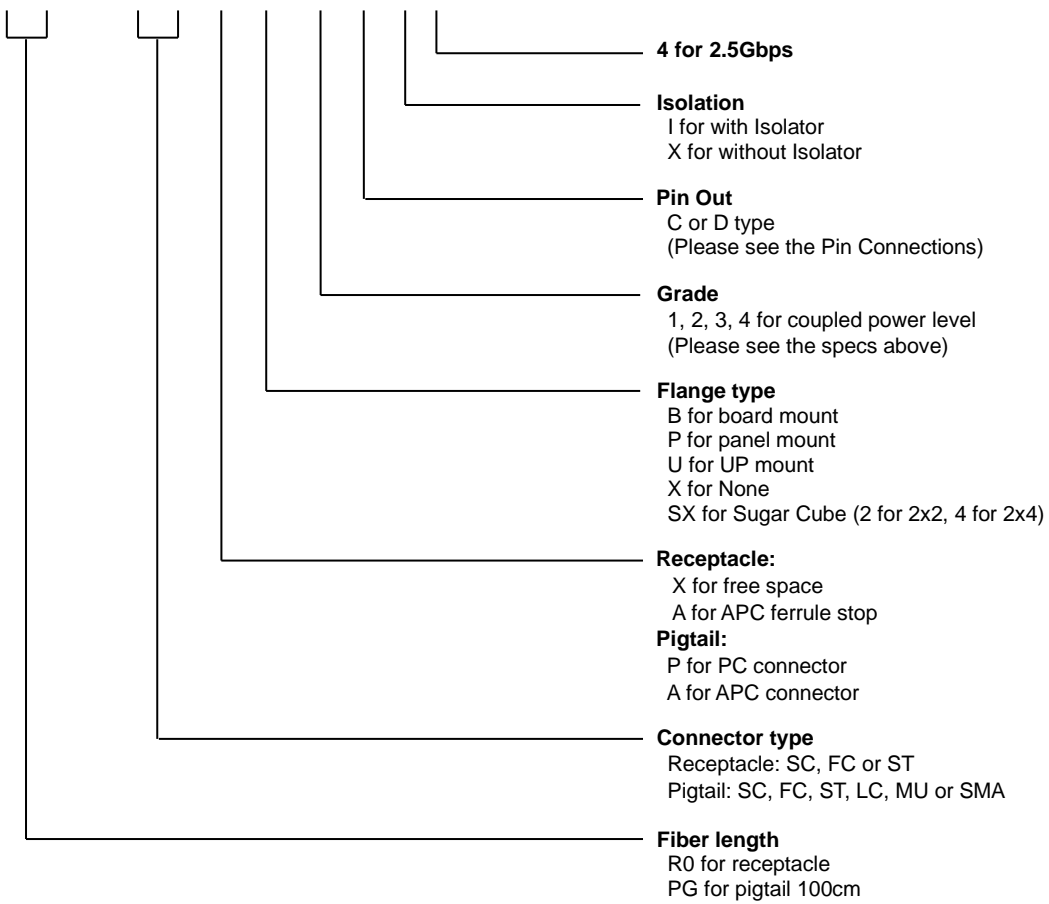 4 for 2.5Gbps
Isolation
I for with Isolator
X for without Isolator
Pin Out
C or D type
(Please see the Pin Connections)
Grade
1, 2, 3, 4 for coupled power level
(Please see the specs above)
Flange type
B for board mount
P for panel mount
U for UP mount
X for None
SX for Sugar Cube (2 for 2x2, 4 for 2x4)
Receptacle:
X for free space
A for APC ferrule stop
Pigtail:
P for PC connector
A for APC connector
Connector type
Receptacle: SC, FC or ST
Pigtail: SC, FC, ST, LC, MU or SMA
Fiber length
R0 for receptacle
PG for pigtail 100cm